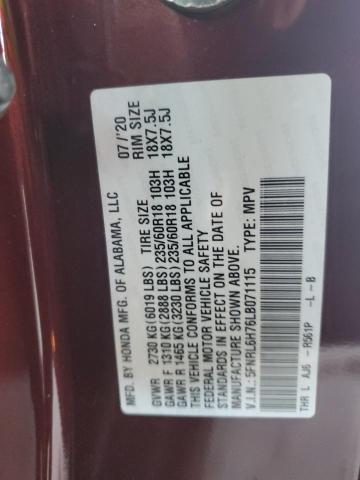 MFD. BY HONDA MFG. OF ALABAMA, LLC 07/'20
GVWR 2730 KG(6019 LBS) TIRE SIZE RIM SIZE
GAWR F 1310 KG(2888 LBS) 235/60R18 103H 18X7.5J
GAWR R 1465 KG(3230 LBS) 235/60R18 103H 18X7.5J
THIS VEHICLE CONFORMS TO ALL APPLICABLE
FEDERAL MOTOR VEHICLE SAFETY
STANDARDS IN EFFECT ON THE DATE OF
MANUFACTURE SHOWN ABOVE.
V.I.N.: 5FNRL6H76LB071115 TYPE: MPV
THR L AJ6 - R561P -L -B